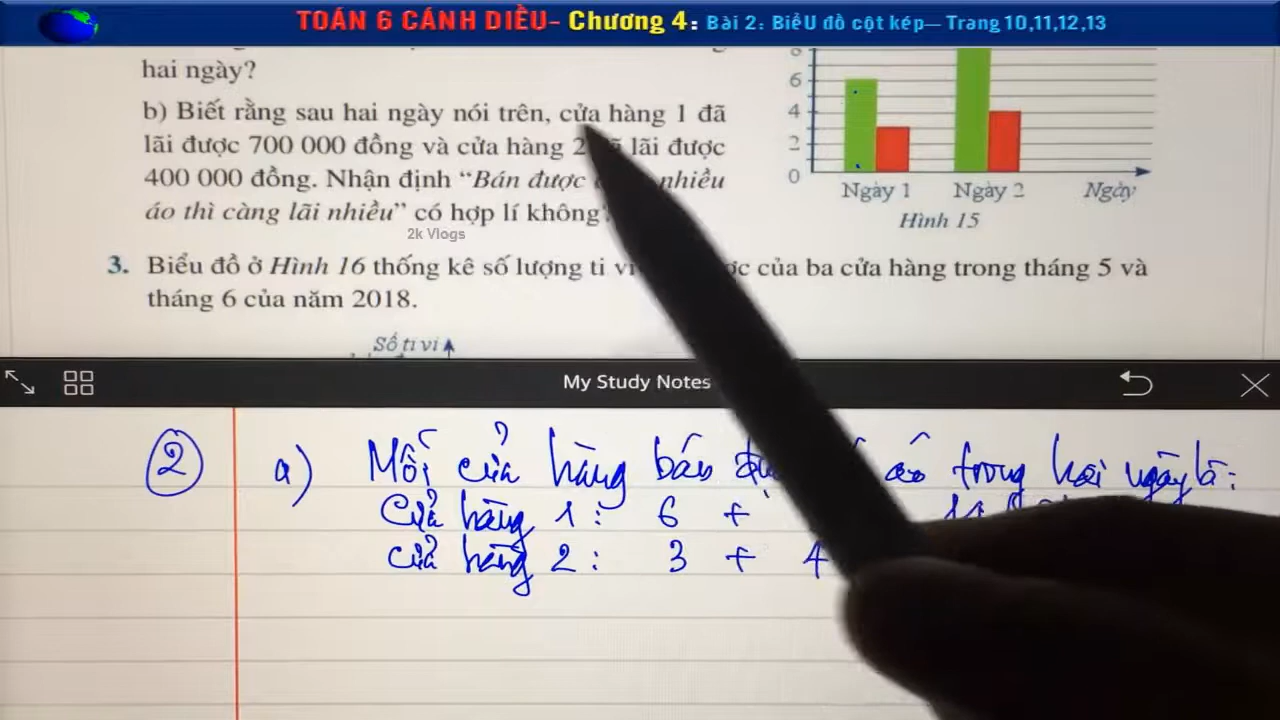 TOÁN 6 CÁNH DIỀU- Chương 4: Bài 2: BiểU đồ cột kép— Trang 10,11,12,13
hai ngày?
b) Biết rằng sau hai ngày nói trên, cửa hàng 1 đã
lãi được 700 000 đồng và cửa hàng 2 lãi được
400 000 đồng. Nhận định “Bán được nhiều
áo thì càng lãi nhiều” có hợp lí không
2k Vlogs
8
6
4
2
0
Ngày 1 Ngày 2 Ngày
Hình 15
3. Biểu đồ ở Hình 16 thống kê số lượng ti vi của ba cửa hàng trong tháng 5 và
tháng 6 của năm 2018.
Số ti vi
My Study Notes
2 a) Mỗi cửa hàng bán áo trong hai ngày là:
Cửa hàng 1: 6 +
Cửa hàng 2: 3 + 4